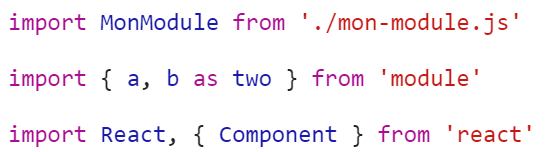 import MonModule from './mon-module.js'
import { a, b as two } from 'module'
import React, { Component } from 'react'